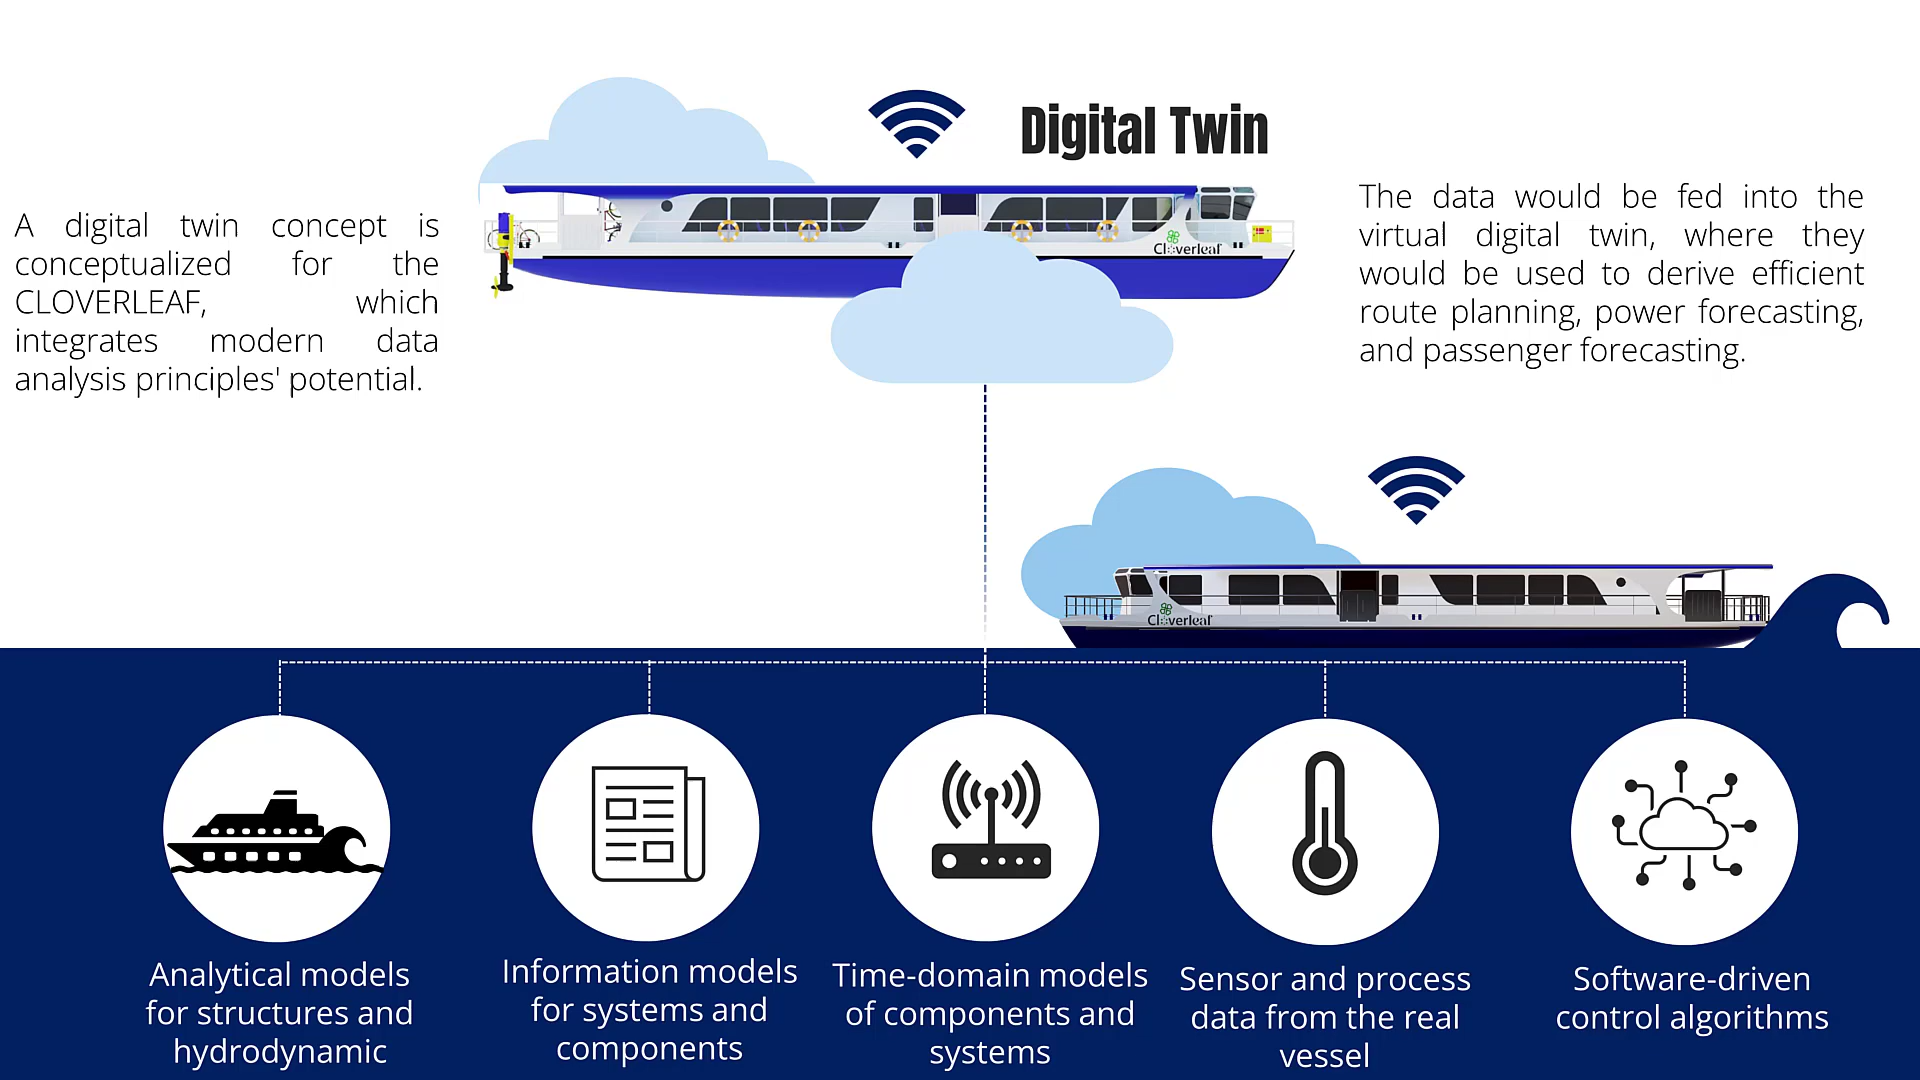 Digital Twin
A digital twin concept is
conceptualized for the
CLOVERLEAF, which
integrates modern data
analysis principles' potential.
Cloverleaf
The data would be fed into the
virtual digital twin, where they
would be used to derive efficient
route planning, power forecasting,
and passenger forecasting.
Cloverleaf
Analytical models
for structures and
hydrodynamic
Information models
for systems and
components
Time-domain models
of components and
systems
Sensor and process
data from the real
vessel
Software-driven
control algorithms